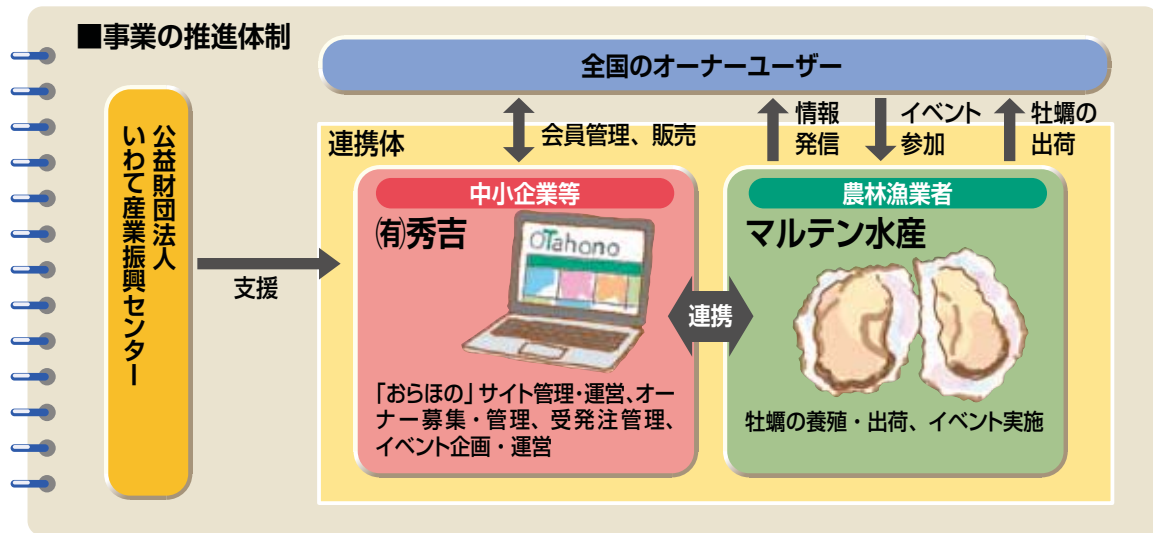 ■事業の推進体制
全国のオーナーユーザー
公益財団法人
いわて産業振興センター
支援
連携体
会員管理、販売
情報
発信
イベント
参加
牡蠣の
出荷
中小企業等
㈲秀吉
OTahono
「おらほの」サイト管理・運営、オー
ナー募集・管理、受発注管理、
イベント企画・運営
連携
農林漁業者
マルテン水産
牡蠣の養殖・出荷、イベント実施